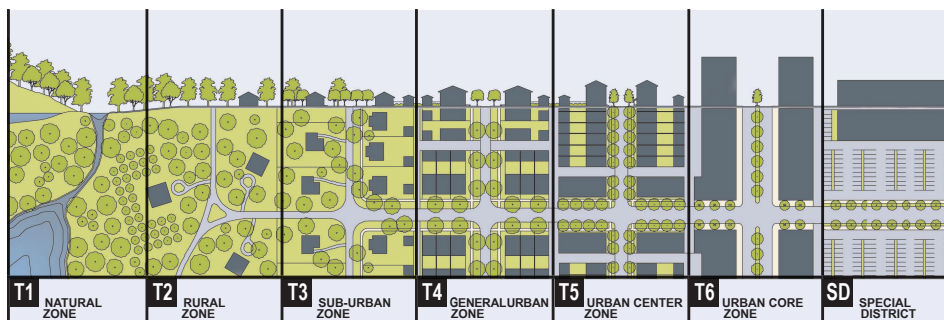 T1 NATURAL
ZONE
T2 RURAL
ZONE
T3 SUB-URBAN
ZONE
T4 GENERALURBAN
ZONE
T5 URBAN CENTER
ZONE
T6 URBAN CORE
ZONE
SD SPECIAL
DISTRICT